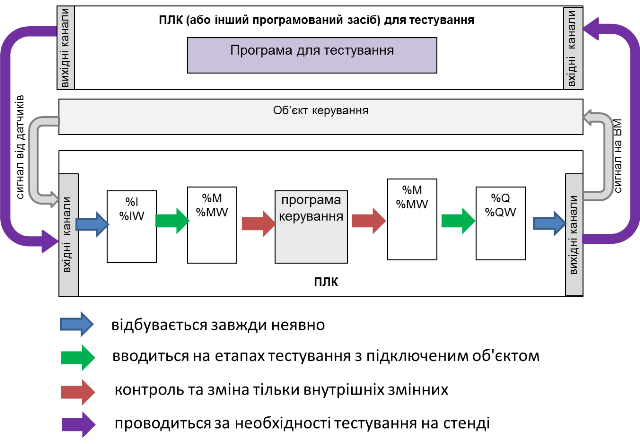 ПЛК (або інший програмований засіб) для тестування
вихідні канали
Програма для тестування
вхідні канали
Об'єкт керування
сигнал від датчиків
сигнал на ВМ
вхідні канали
%I
%IW
%M
%MW
програма
керування
%M
%MW
%Q
%QW
вихідні канали
ПЛК
відбувається завжди неявно
вводиться на етапах тестування з підключеним об'єктом
контроль та зміна тільки внутрішніх змінних
проводиться за необхідності тестування на стенді